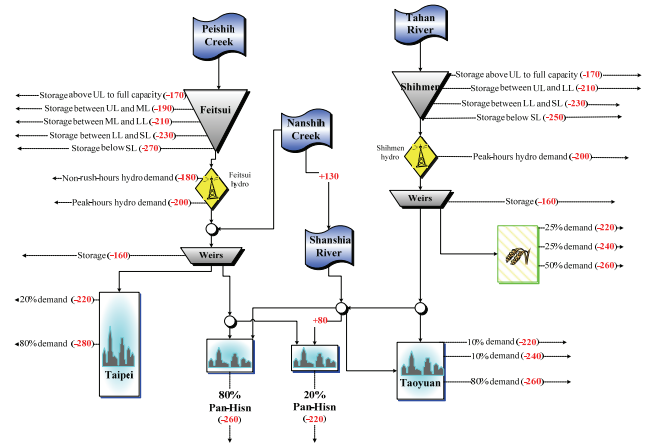 Peishih
Creek
Tahan
River
Storage above UL to full capacity (-170)
Storage between UL and ML (-190)
Storage between ML and LL (-210)
Storage between LL and SL (-230)
Storage below SL (-270)
Feitsui
Nanshih
Creek
Shihmen
Storage above UL to full capacity (-170)
Storage between UL and LL (-210)
Storage between LL and SL (-230)
Storage below SL (-250)
Non-rush-hours hydro demand (-180)
Peak-hours hydro demand (-200)
Feitsui
hydro
+130
Shihmen
hydro
Peak-hours hydro demand (-200)
Weirs
Storage (-160)
Shanshia
River
25% demand (-220)
25% demand (-240)
50% demand (-260)
Storage (-160)
Weirs
20% demand (-220)
80% demand (-280)
Taipei
+80
80%
Pan-Hisn
(-260)
20%
Pan-Hisn
(-220)
Taoyuan
10% demand (-220)
10% demand (-240)
80% demand (-260)